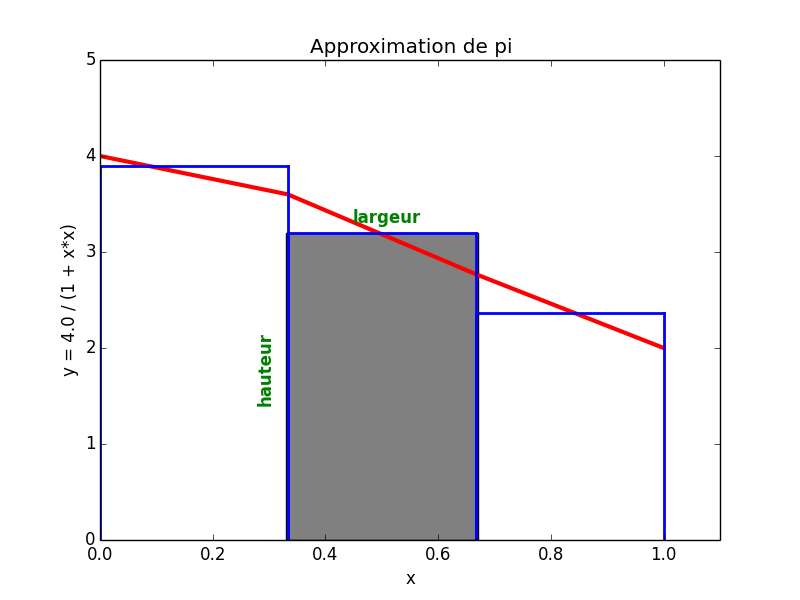 Approximation de pi
5
4
3
2
1
0
y = 4.0 / (1 + x*x)
largeur
hauteur
0.0 0.2 0.4 0.6 0.8 1.0
x